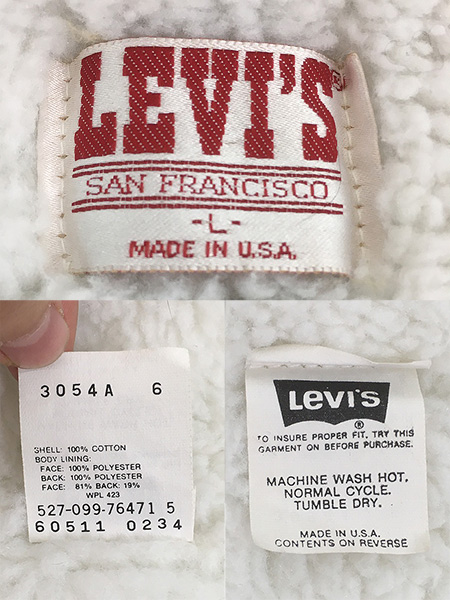 LEVI'S®
SAN FRANCISCO
-L-
MADE IN U.S.A.
3054A 6
SHELL: 100% COTTON
BODY LINING:
FACE: 100% POLYESTER
BACK: 100% POLYESTER
FACE: 81% BACK: 19%
WPL 423
527-099-76471 5
60511 0234
LEVI'S
®
TO INSURE PROPER FIT, TRY THIS
GARMENT ON BEFORE PURCHASE.
MACHINE WASH HOT,
NORMAL CYCLE.
TUMBLE DRY.
MADE IN U.S.A.
CONTENTS ON REVERSE